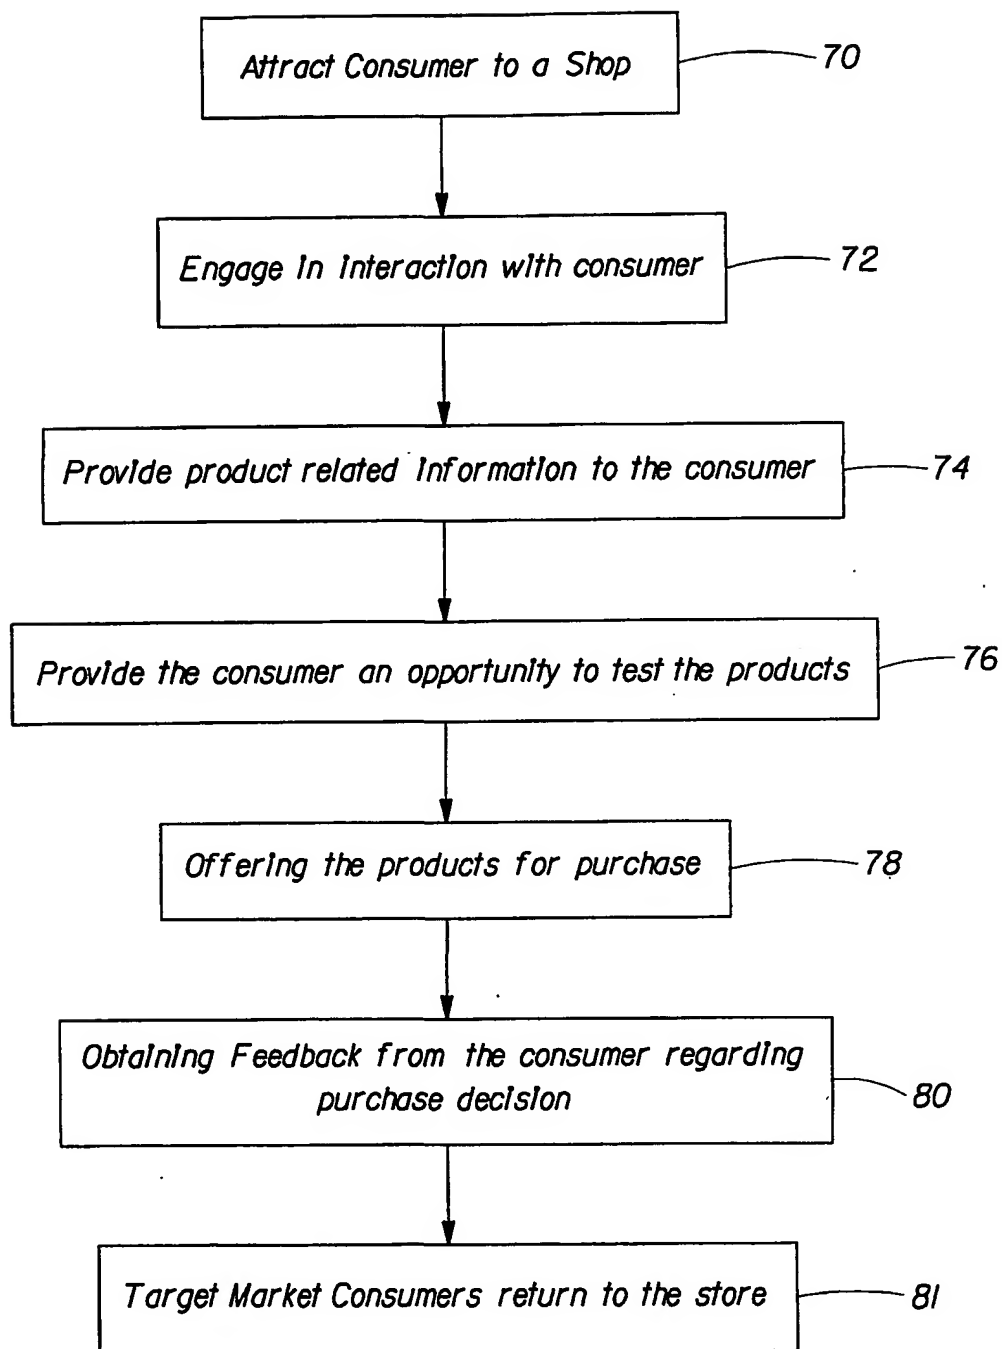 Attract Consumer to a Shop
70
Engage in interaction with consumer
72
Provide product related information to the consumer
74
Provide the consumer an opportunity to test the products
76
Offering the products for purchase
78
Obtaining Feedback from the consumer regarding
purchase decision
80
Target Market Consumers return to the store
81